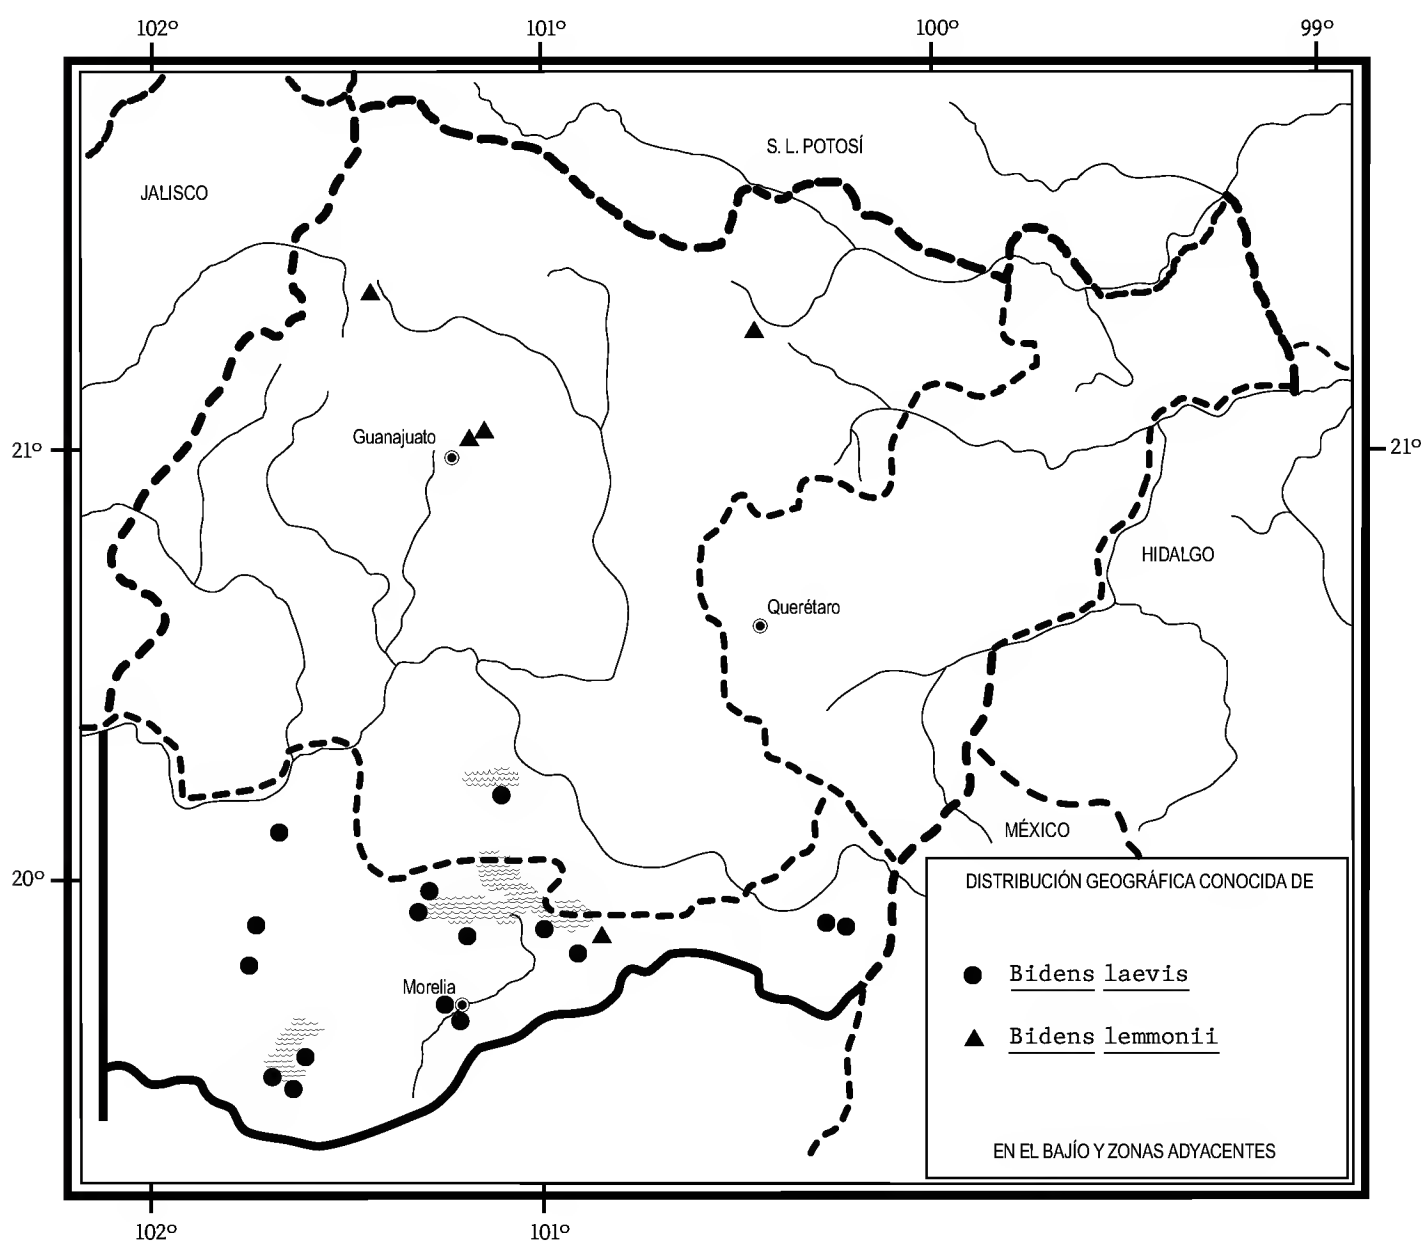 102º 101º 100º 99º
S. L. POTOSÍ
JALISCO
Guanajuato
21º 21º
HIDALGO
Querétaro
MÉXICO
20º
DISTRIBUCIÓN GEOGRÁFICA CONOCIDA DE
Bidens laevis
Morelia
Bidens lemmonii
EN EL BAJÍO Y ZONAS ADYACENTES
102º 101º